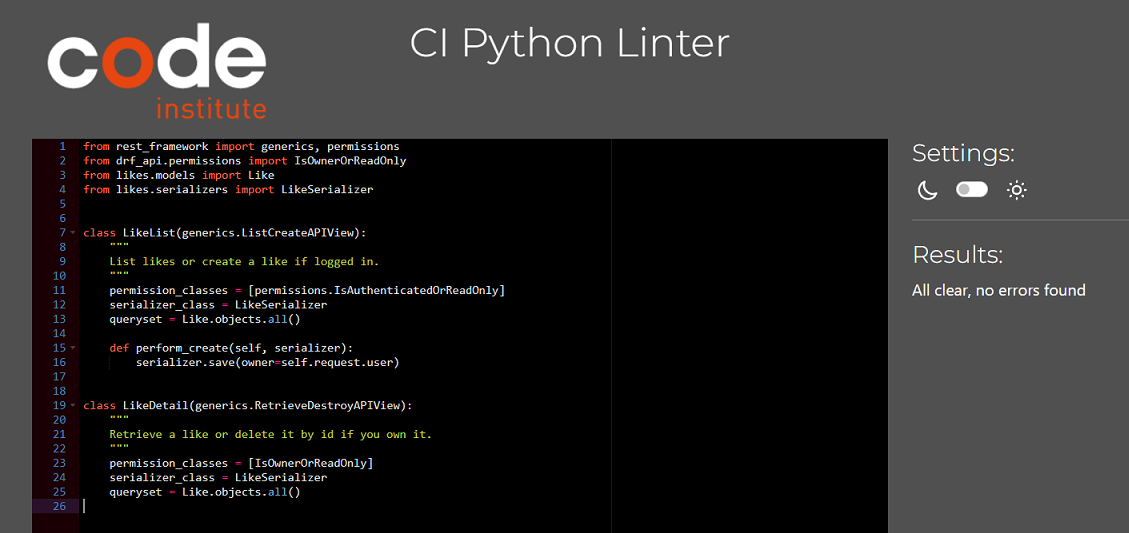 code
institute
CI Python Linter
1 from rest_framework import generics, permissions
2 from drf_api.permissions import IsOwnerOrReadOnly
3 from likes.models import Like
4 from likes.serializers import LikeSerializer
5
6
7 class LikeList(generics.ListCreateAPIView):
8     """
9     List likes or create a like if logged in.
10     """
11     permission_classes = [permissions.IsAuthenticatedOrReadOnly]
12     serializer_class = LikeSerializer
13     queryset = Like.objects.all()
14
15     def perform_create(self, serializer):
16         serializer.save(owner=self.request.user)
17
18
19 class LikeDetail(generics.RetrieveDestroyAPIView):
20     """
21     Retrieve a like or delete it by id if you own it.
22     """
23     permission_classes = [IsOwnerOrReadOnly]
24     serializer_class = LikeSerializer
25     queryset = Like.objects.all()
26
Settings:
Results:
All clear, no errors found